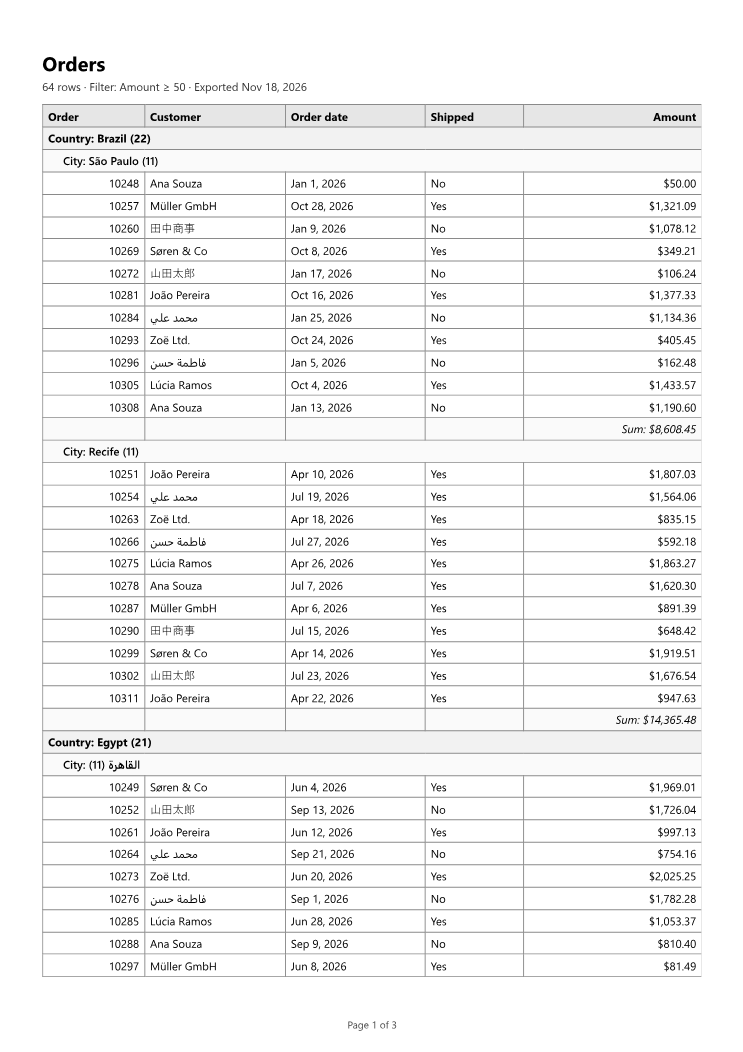 Orders
64 rows · Filter: Amount ≥ 50 · Exported Nov 18, 2026
Order Customer Order date Shipped Amount
Country: Brazil (22)
City: São Paulo (11)
10248 Ana Souza Jan 1, 2026 No $50.00
10257 Müller GmbH Oct 28, 2026 Yes $1,321.09
10260 田中商事 Jan 9, 2026 No $1,078.12
10269 Søren & Co Oct 8, 2026 Yes $349.21
10272 山田太郎 Jan 17, 2026 No $106.24
10281 João Pereira Oct 16, 2026 Yes $1,377.33
10284 محمد علي Jan 25, 2026 No $1,134.36
10293 Zoë Ltd. Oct 24, 2026 Yes $405.45
10296 فاطمة حسن Jan 5, 2026 No $162.48
10305 Lúcia Ramos Oct 4, 2026 Yes $1,433.57
10308 Ana Souza Jan 13, 2026 No $1,190.60
Sum: $8,608.45
City: Recife (11)
10251 João Pereira Apr 10, 2026 Yes $1,807.03
10254 محمد علي Jul 19, 2026 Yes $1,564.06
10263 Zoë Ltd. Apr 18, 2026 Yes $835.15
10266 فاطمة حسن Jul 27, 2026 Yes $592.18
10275 Lúcia Ramos Apr 26, 2026 Yes $1,863.27
10278 Ana Souza Jul 7, 2026 Yes $1,620.30
10287 Müller GmbH Apr 6, 2026 Yes $891.39
10290 田中商事 Jul 15, 2026 Yes $648.42
10299 Søren & Co Apr 14, 2026 Yes $1,919.51
10302 山田太郎 Jul 23, 2026 Yes $1,676.54
10311 João Pereira Apr 22, 2026 Yes $947.63
Sum: $14,365.48
Country: Egypt (21)
City: القاهرة (11)
10249 Søren & Co Jun 4, 2026 Yes $1,969.01
10252 山田太郎 Sep 13, 2026 No $1,726.04
10261 João Pereira Jun 12, 2026 Yes $997.13
10264 محمد علي Sep 21, 2026 No $754.16
10273 Zoë Ltd. Jun 20, 2026 Yes $2,025.25
10276 فاطمة حسن Sep 1, 2026 No $1,782.28
10285 Lúcia Ramos Jun 28, 2026 Yes $1,053.37
10288 Ana Souza Sep 9, 2026 No $810.40
10297 Müller GmbH Jun 8, 2026 Yes $81.49
Page 1 of 3